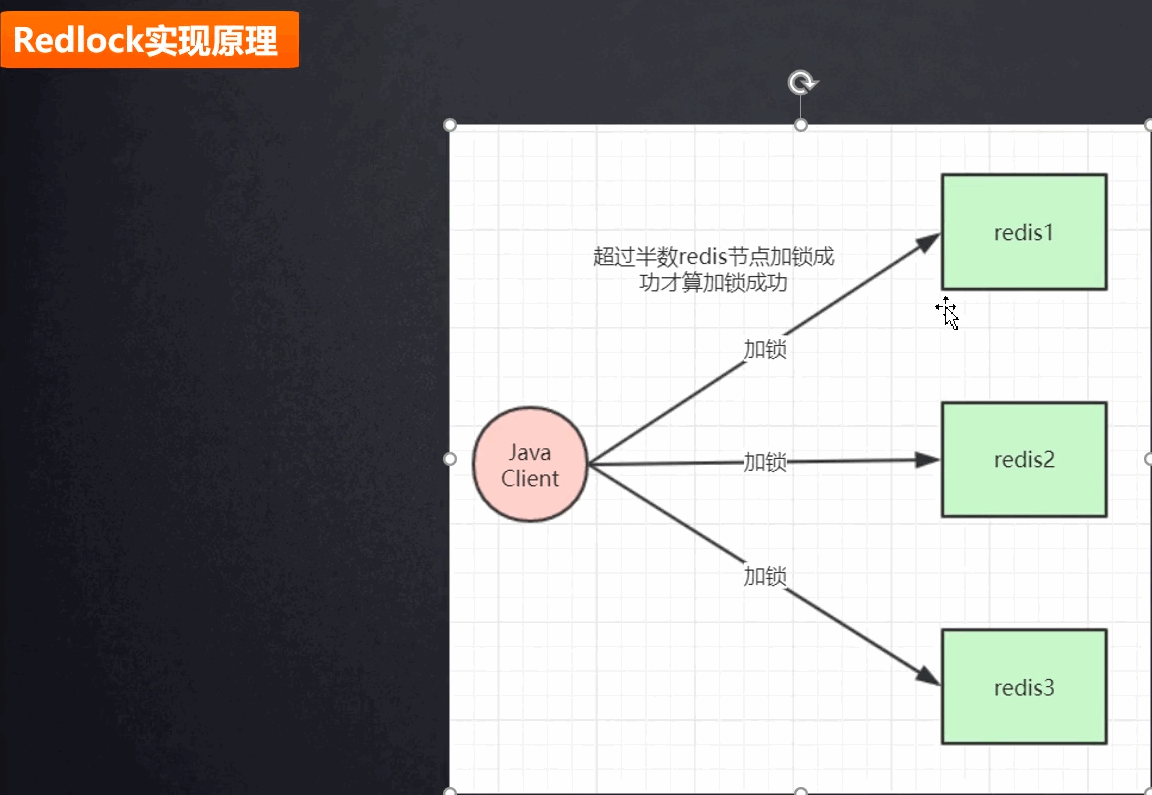 Redlock实现原理
超过半数redis节点加锁成
功才算加锁成功
redis1
加锁
Java
Client
加锁
redis2
加锁
redis3